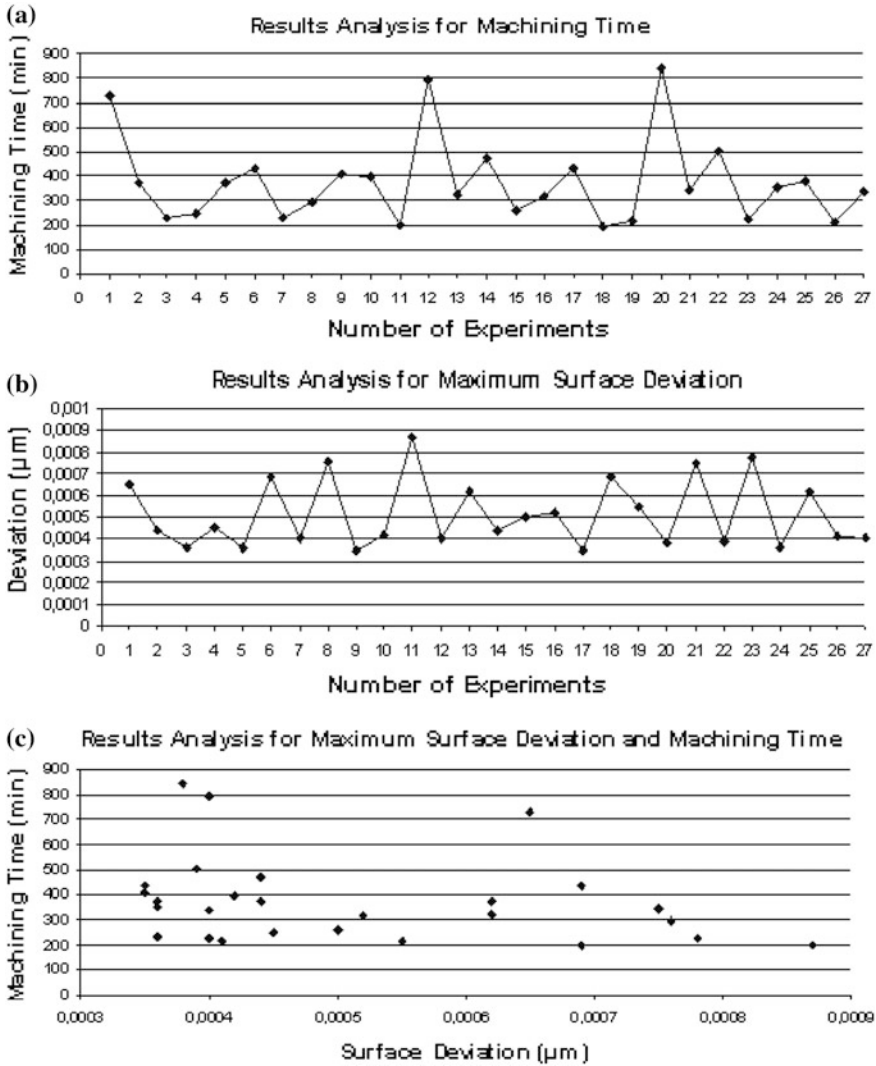 (a)
Results Analysis for Machining Time
Machining Time (min)
900
800
700
600
500
400
300
200
100
0
0 1 2 3 4 5 6 7 8 9 10 11 12 13 14 15 16 17 18 19 20 21 22 23 24 25 26 27
Number of Experiments
(b)
Results Analysis for Maximum Surface Deviation
Deviation (µm)
0,001
0,0009
0,0008
0,0007
0,0006
0,0005
0,0004
0,0003
0,0002
0,0001
0
0 1 2 3 4 5 6 7 8 9 10 11 12 13 14 15 16 17 18 19 20 21 22 23 24 25 26 27
Number of Experiments
(c)
Results Analysis for Maximum Surface Deviation and Machining Time
Machining Time (min)
900
800
700
600
500
400
300
200
100
0
0,0003 0,0004 0,0005 0,0006 0,0007 0,0008 0,0009
Surface Deviation (µm)